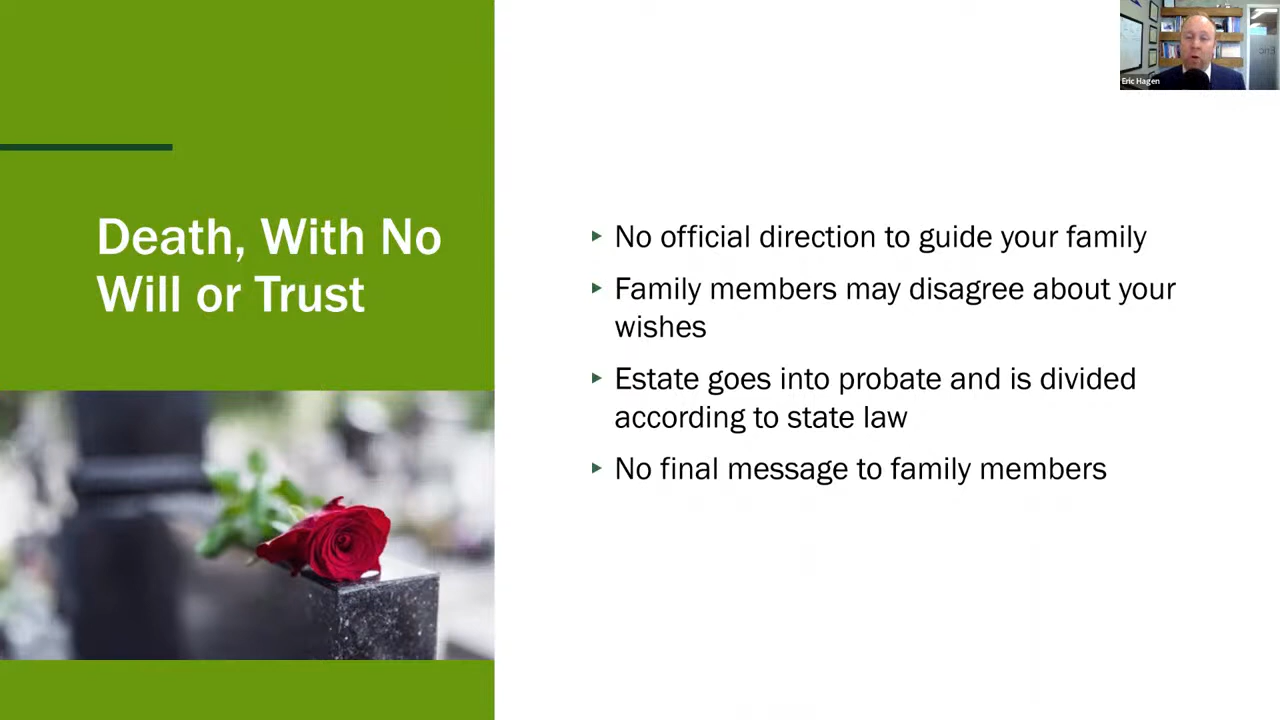 Death, With No
Will or Trust
No official direction to guide your family
Family members may disagree about your
wishes
Estate goes into probate and is divided
according to state law
No final message to family members
Eric Hagen